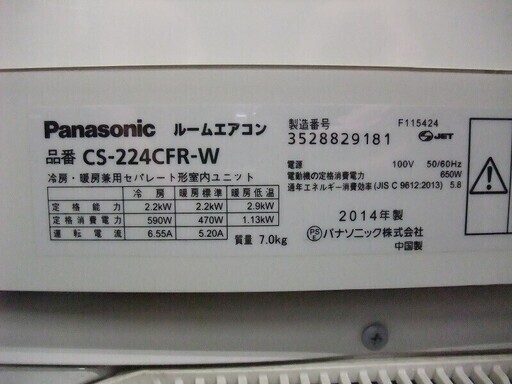 Panasonic ルームエアコン
品番 CS-224CFR-W
冷房・暖房兼用セパレート形室内ユニット
冷房 暖房標準 暖房低温
定格能力 2.2kW 2.2kW 2.9kW
定格消費電力 590W 470W 1.13kW
運転電流 6.55A 5.20A
質量 7.0kg
製造番号 F115424
3528829181 JET
電源 100V 50/60Hz
電動機の定格消費電力 650W
通年エネルギー消費効率(JIS C 9612:2013) 5.8
2014年製
PSE パナソニック株式会社
中国製